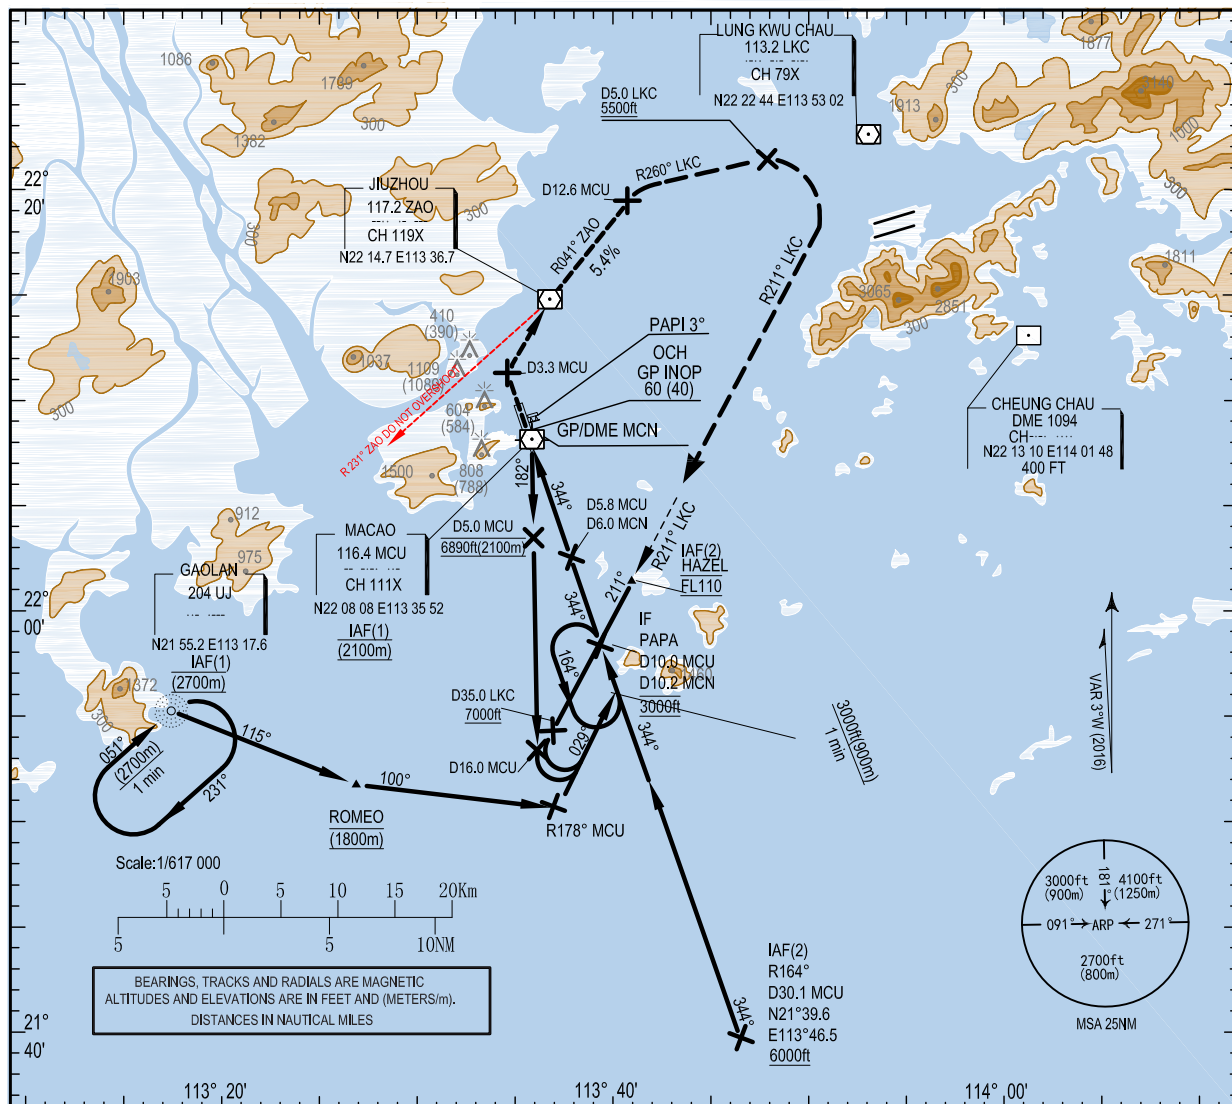 LUNG KWU CHAU
113.2 LKC
CH 79X
N22 22 44 E113 53 02
1877
2440
1086
1789
1382
300
300
1913
1000
300
D5.0 LKC
5500ft
22°
20'
JIUZHOU
117.2 ZAO
CH 119X
N22 14.7 E113 36.7
300
300
D12.6 MCU
R260° LKC
R041° ZAO
5.4%
R211° LKC
1903
300
1811
3065
2851
300
410
(390)
1037
1109
(1089)
D3.3 MCU
PAPI 3°
OCH
GP INOP
60 (40)
R 231° ZAO DO NOT OVERSHOOT
604
(584)
GP/DME MCN
CHEUNG CHAU
DME 1094
CH
N22 13 10 E114 01 48
400 FT
1500
808
(788)
182°
344°
912
975
MACAO
116.4 MCU
CH 111X
N22 08 08 E113 35 52
IAF(1)
(2100m)
D5.0 MCU
6890ft(2100m)
D5.8 MCU
D6.0 MCN
R211° LKC
IAF(2)
HAZEL
FL110
GAOLAN
204 UJ
N21 55.2 E113 17.6
IAF(1)
(2700m)
22°
00'
344°
211°
IF
PAPA
D10.0 MCU
D10.2 MCN
3000ft
164°
1372
300
D35.0 LKC
7000ft
029°
344°
D16.0 MCU
3000ft(900m)
1 min
VAR 3°W (2016)
051°
(2700m)
1 min
231°
115°
100°
ROMEO
(1800m)
R178° MCU
Scale:1/617 000
5 0 5 10 15 20Km
5 5 10NM
3000ft
(900m)
181°
4100ft
(1250m)
091° ARP 271°
2700ft
(800m)
MSA 25NM
BEARINGS, TRACKS AND RADIALS ARE MAGNETIC
ALTITUDES AND ELEVATIONS ARE IN FEET AND (METERS/m).
DISTANCES IN NAUTICAL MILES
344°
IAF(2)
R164°
D30.1 MCU
N21°39.6
E113°46.5
6000ft
21°
40'
113° 20'
113° 40'
114° 00'